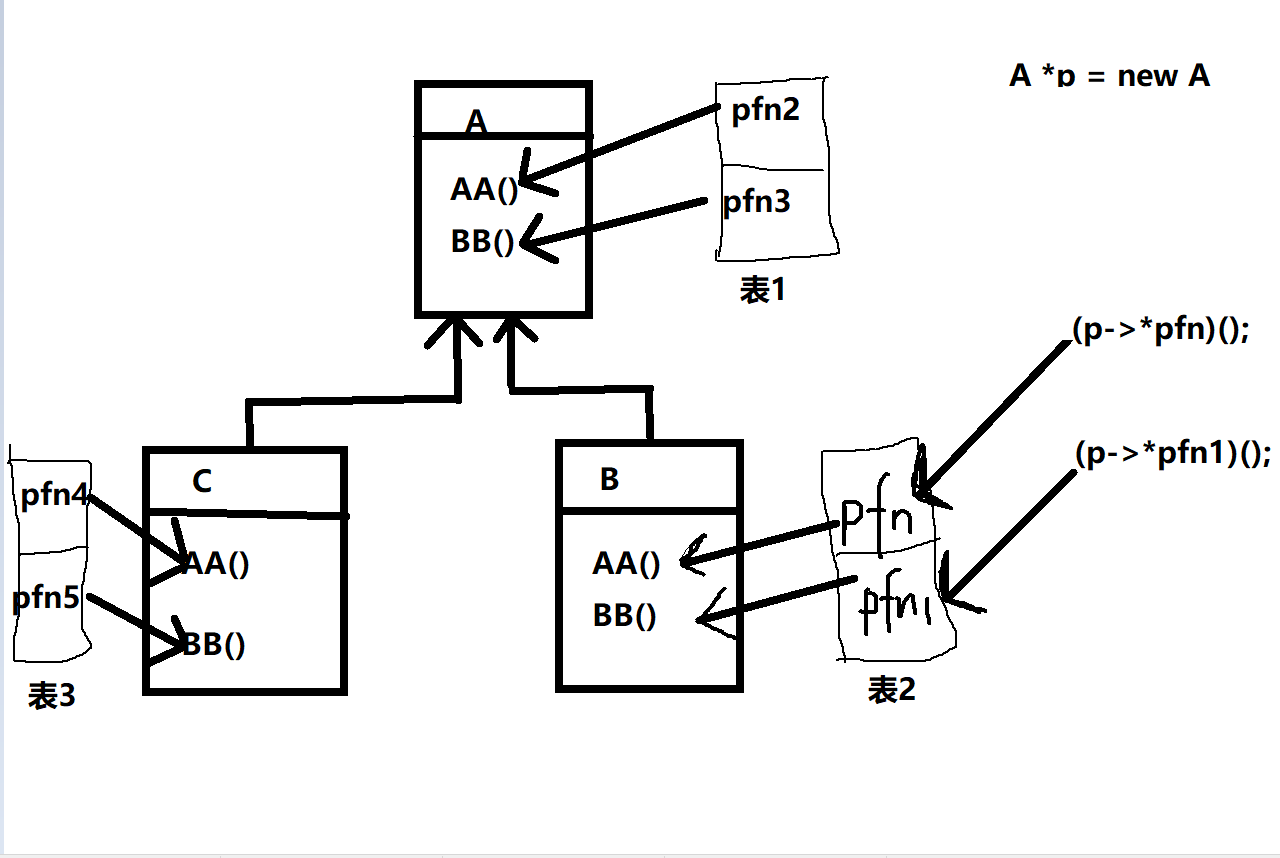 A *p = new A
A
AA()
BB()
pfn2
pfn3
表1
(p->*pfn)();
(p->*pfn1)();
C
AA()
BB()
pfn4
pfn5
表3
B
AA()
BB()
pfn
pfn1
表2